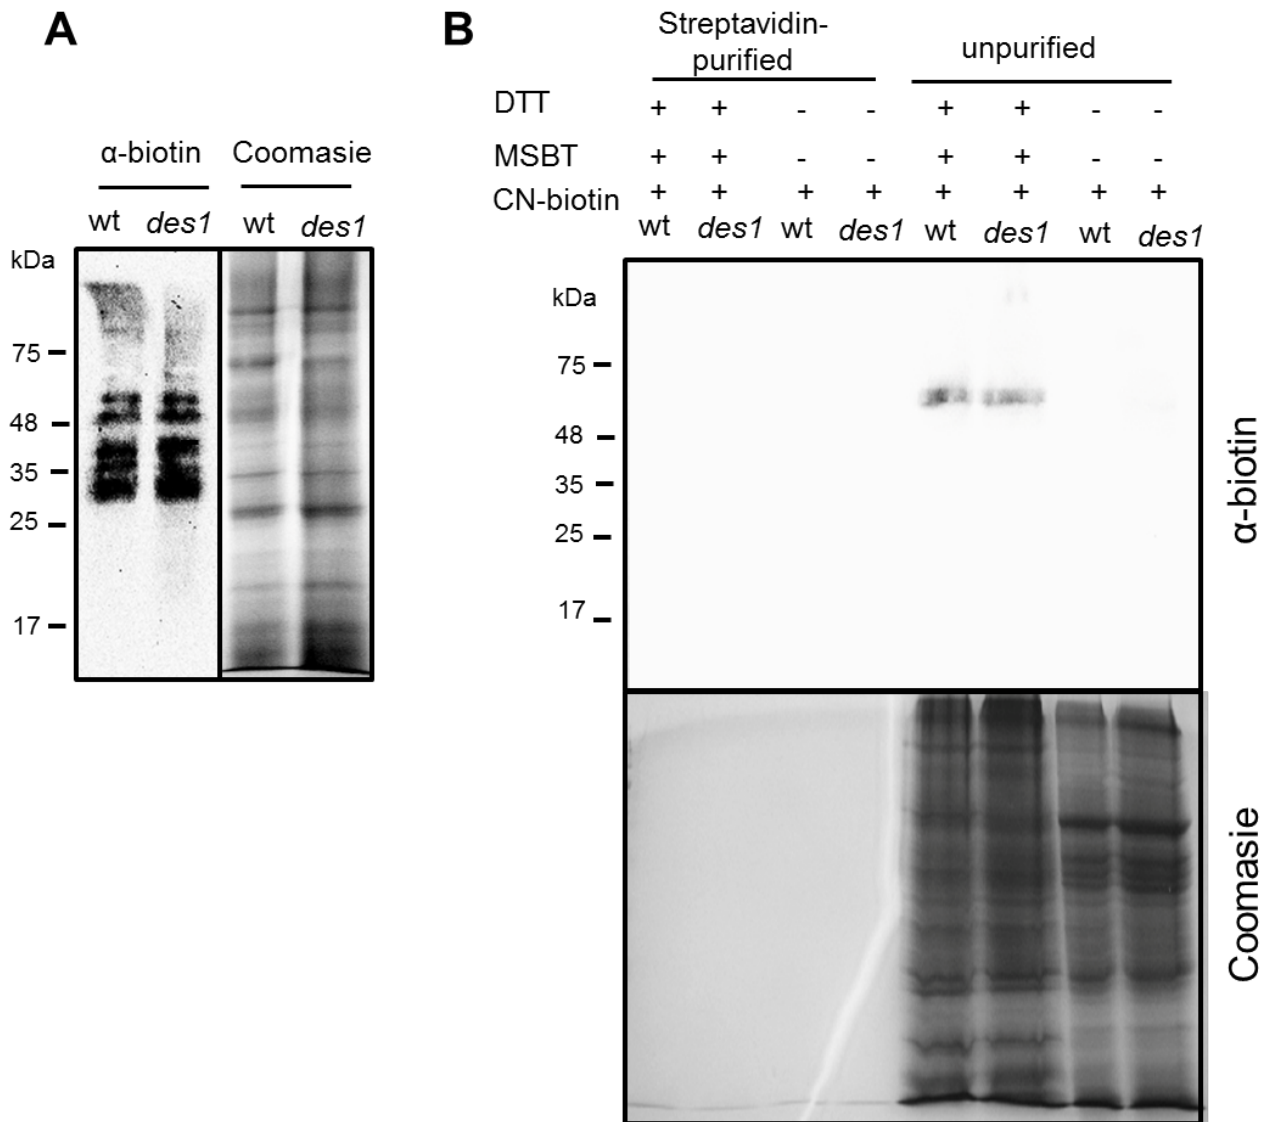 A
α-biotin Coomasie
wt des1 wt des1
kDa
75
48
35
25
17
B
Streptavidin-
purified
unpurified
DTT + + - - + + - -
MSBT + + - - + + - -
CN-biotin + + + + + + + +
wt des1 wt des1 wt des1 wt des1
kDa
75
48
35
25
17
α-biotin
Coomasie